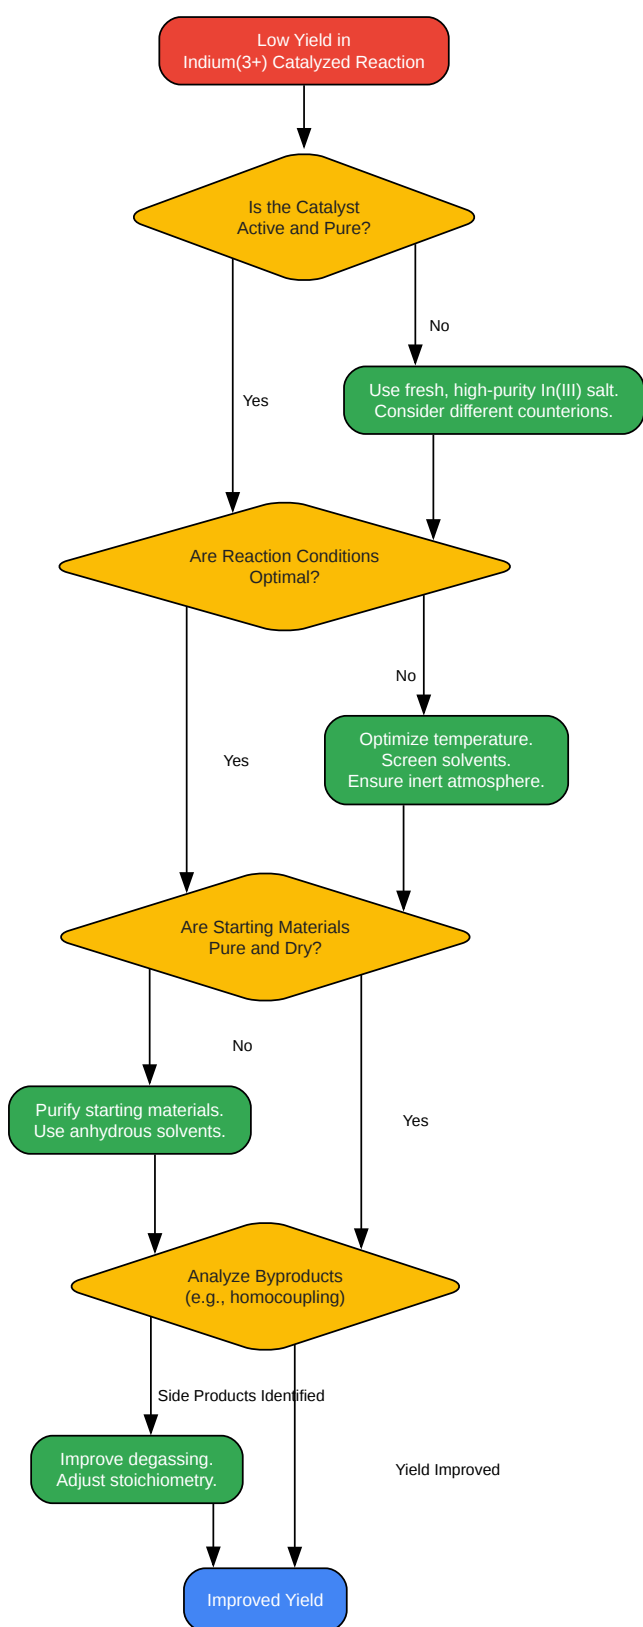 Low Yield in
Indium(3+) Catalyzed Reaction
Is the Catalyst
Active and Pure?
No
Use fresh, high-purity In(III) salt.
Consider different counterions.
Yes
Are Reaction Conditions
Optimal?
No
Optimize temperature.
Screen solvents.
Ensure inert atmosphere.
Yes
Are Starting Materials
Pure and Dry?
No
Purify starting materials.
Use anhydrous solvents.
Yes
Analyze Byproducts
(e.g., homocoupling)
Side Products Identified
Improve degassing.
Adjust stoichiometry.
Yield Improved
Improved Yield